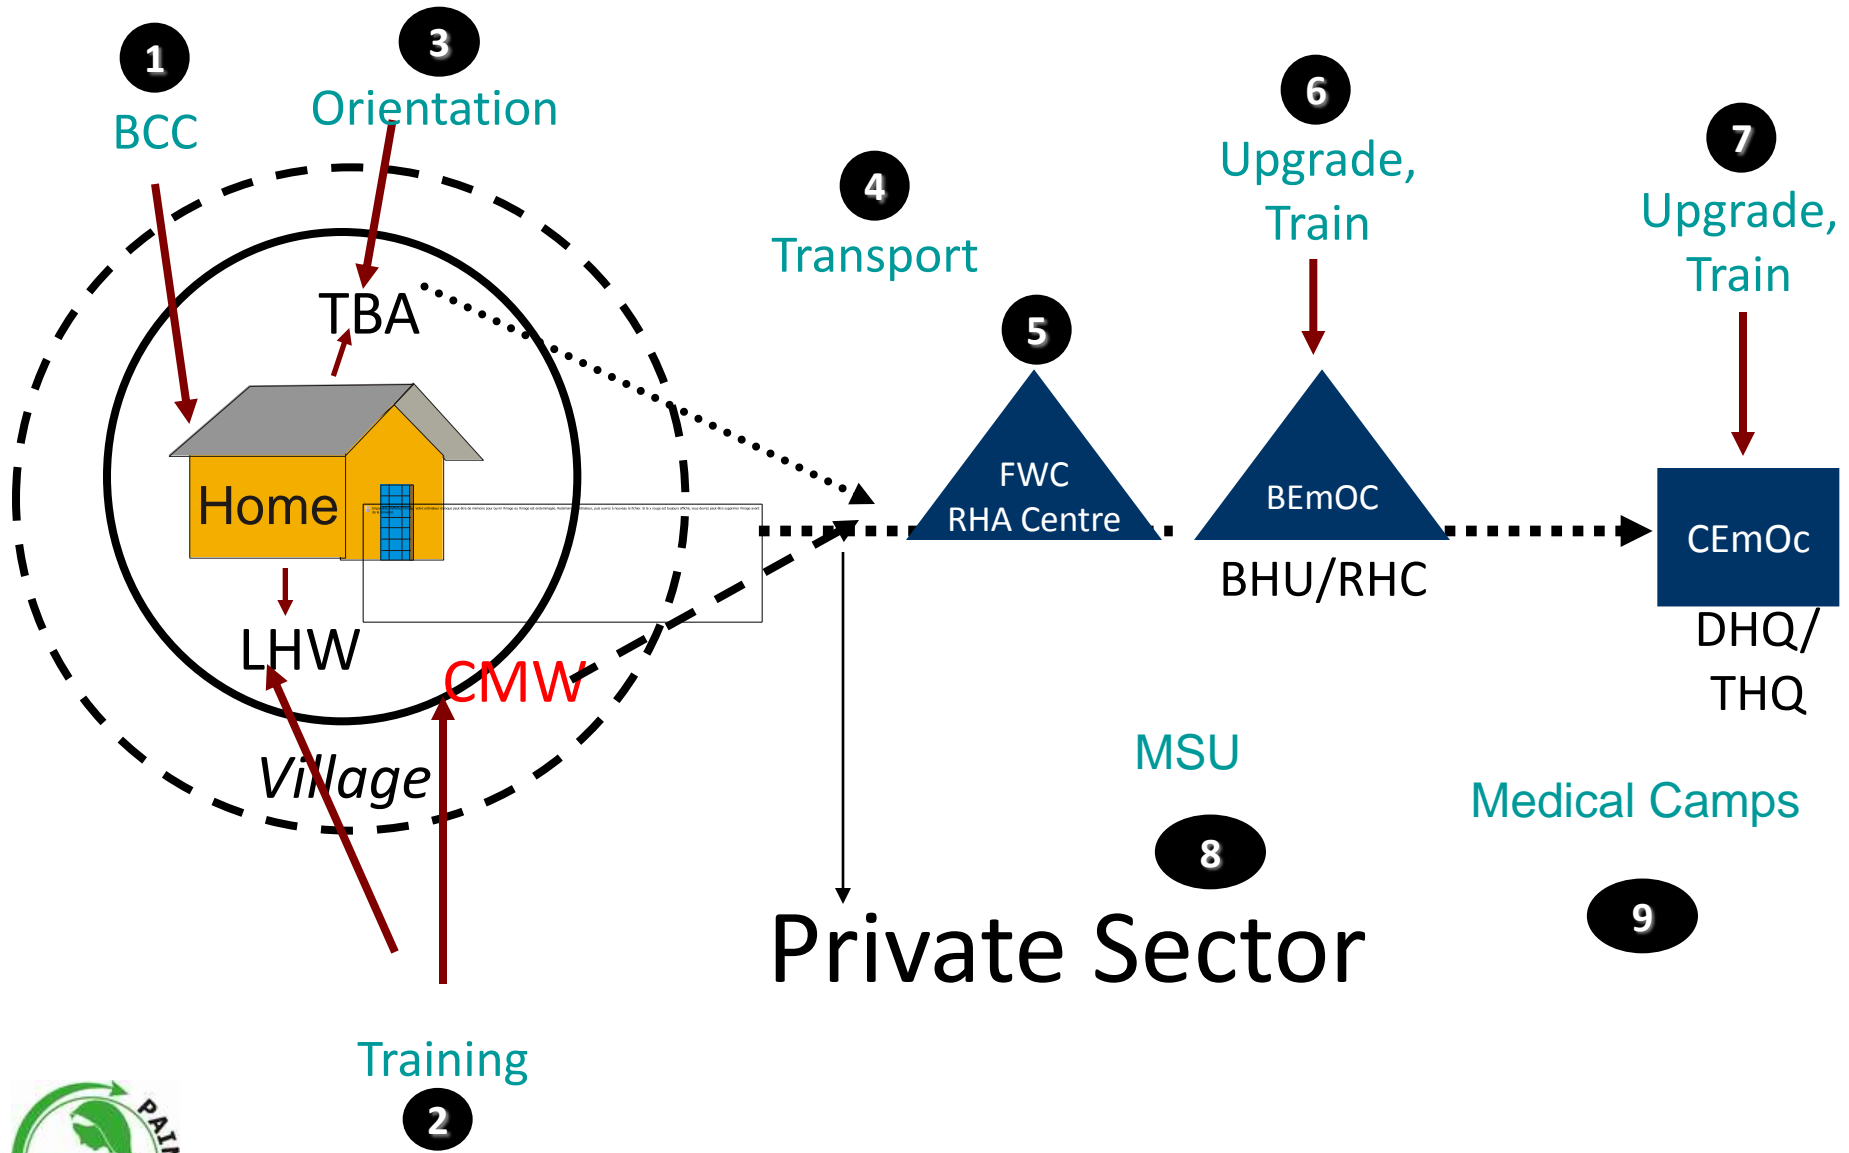 1
BCC
3
Orientation
6
Upgrade,
Train
7
Upgrade,
Train
4
Transport
5
TBA
Home
FWC
RHA Centre
BEmOC
CEmOc
BHU/RHC
DHQ/
THQ
LHW
CMW
Village
MSU
8
Medical Camps
9
Private Sector
Training
2